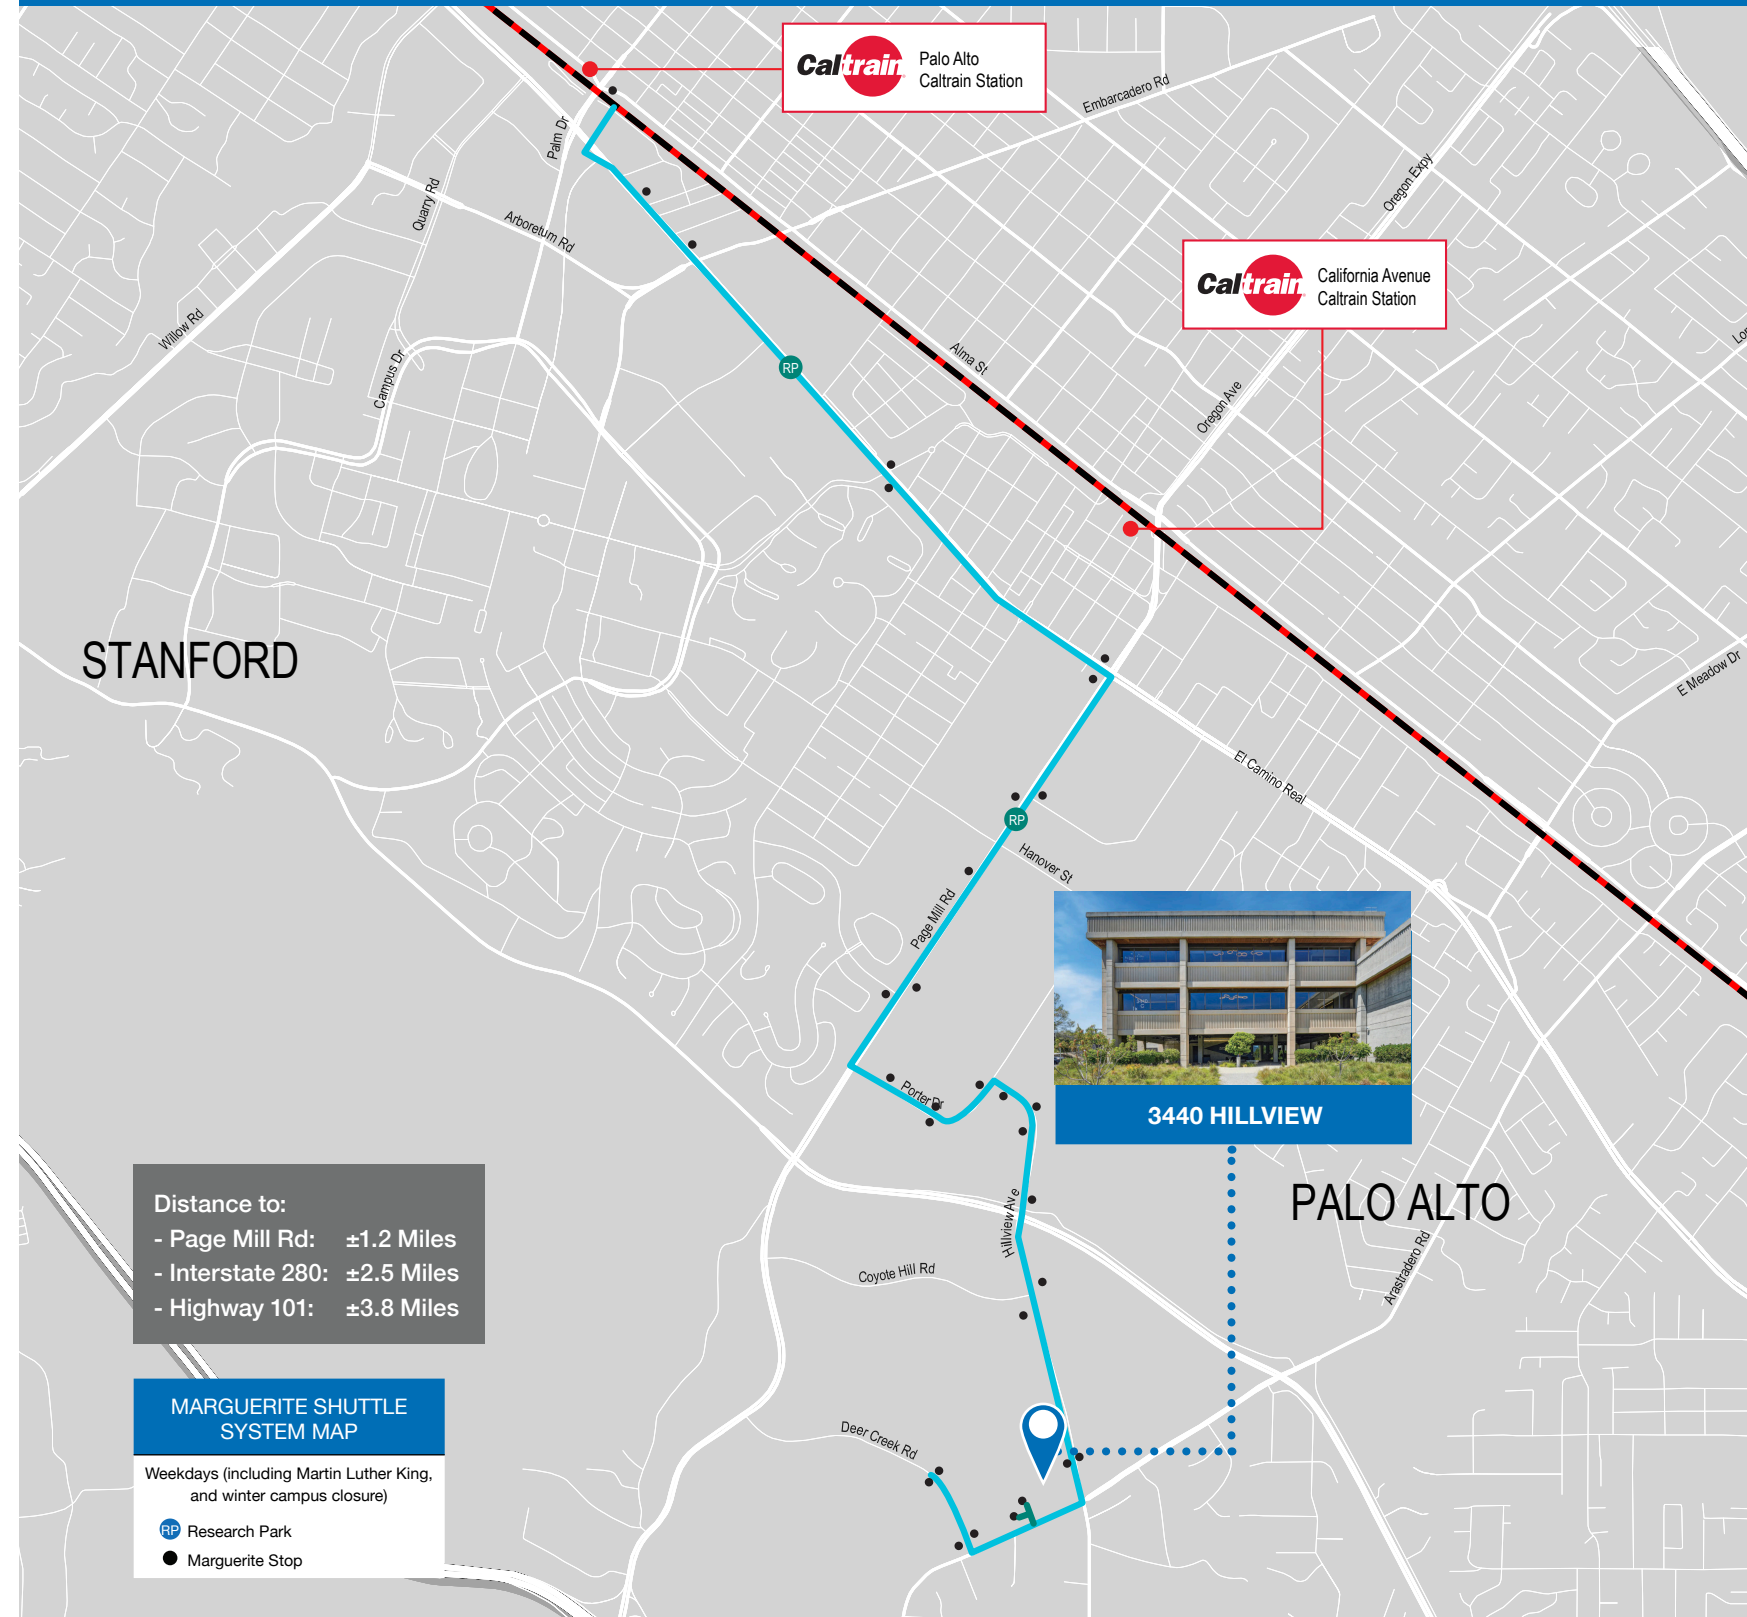 Caltrain
Palo Alto
Caltrain Station
Embarcadero Rd
Palm Dr
Quarry Rd
Arboretum Rd
Oregon Expy
Caltrain
California Avenue
Caltrain Station
Willow Rd
Campus Dr
RP
Alma St
Oregon Ave
STANFORD
E Meadow Dr
El Camino Real
RP
Hanover St
Page Mill Rd
Porter Dr
3440 HILLVIEW
PALO ALTO
Hillview Ave
Coyote Hill Rd
Arastradero Rd
Distance to:
- Page Mill Rd: ±1.2 Miles
- Interstate 280: ±2.5 Miles
- Highway 101: ±3.8 Miles
MARGUERITE SHUTTLE
SYSTEM MAP
Weekdays (including Martin Luther King,
and winter campus closure)
RP Research Park
Marguerite Stop
Deer Creek Rd